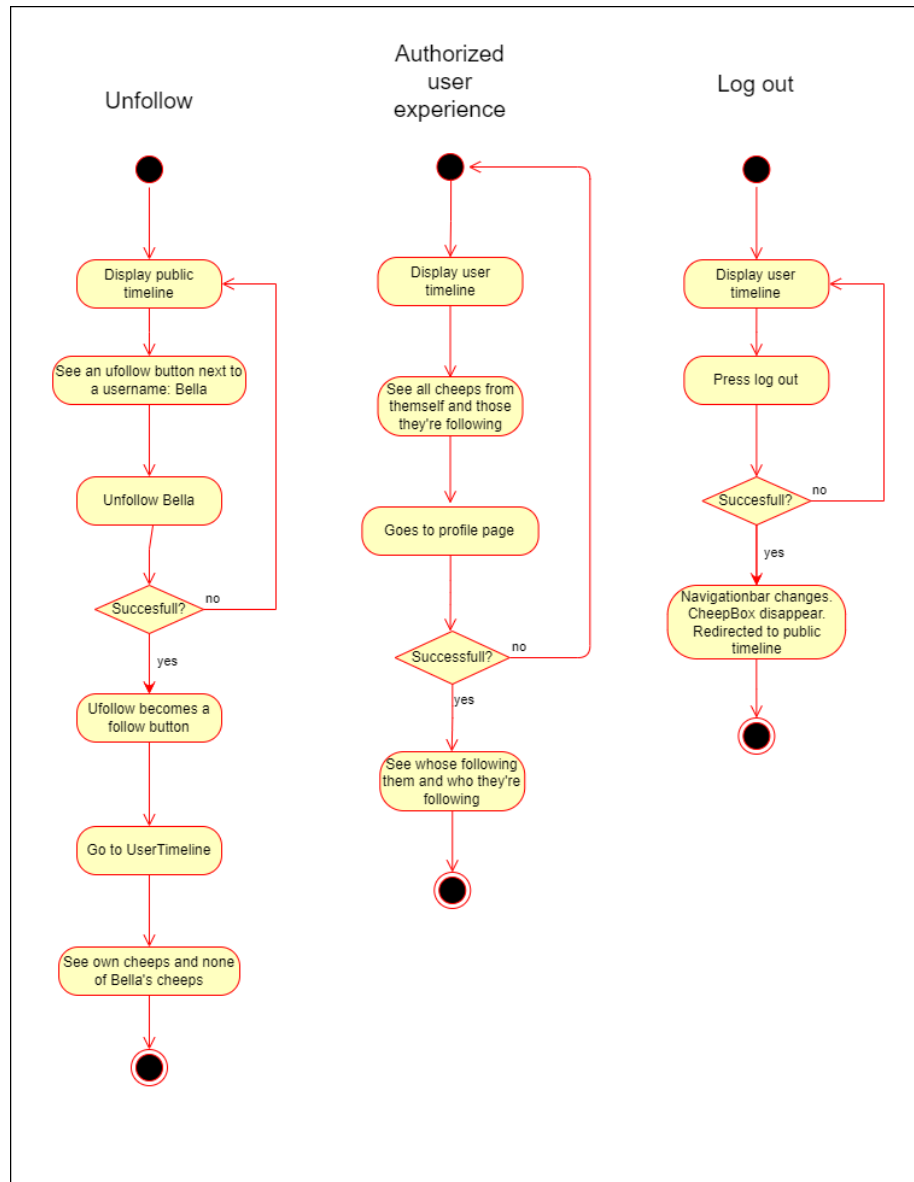 Unfollow
Display public
timeline
See an ufollow button next to
a username: Bella
Unfollow Bella
Succesfull?
no
yes
Ufollow becomes a
follow button
Go to UserTimeline
See own cheeps and none
of Bella's cheeps
Authorized
user
experience
Display user
timeline
See all cheeps from
themself and those
they're following
Goes to profile page
Successfull?
no
yes
See whose following
them and who they're
following
Log out
Display user
timeline
Press log out
Succesfull?
no
yes
Navigationbar changes.
CheepBox disappear.
Redirected to public
timeline